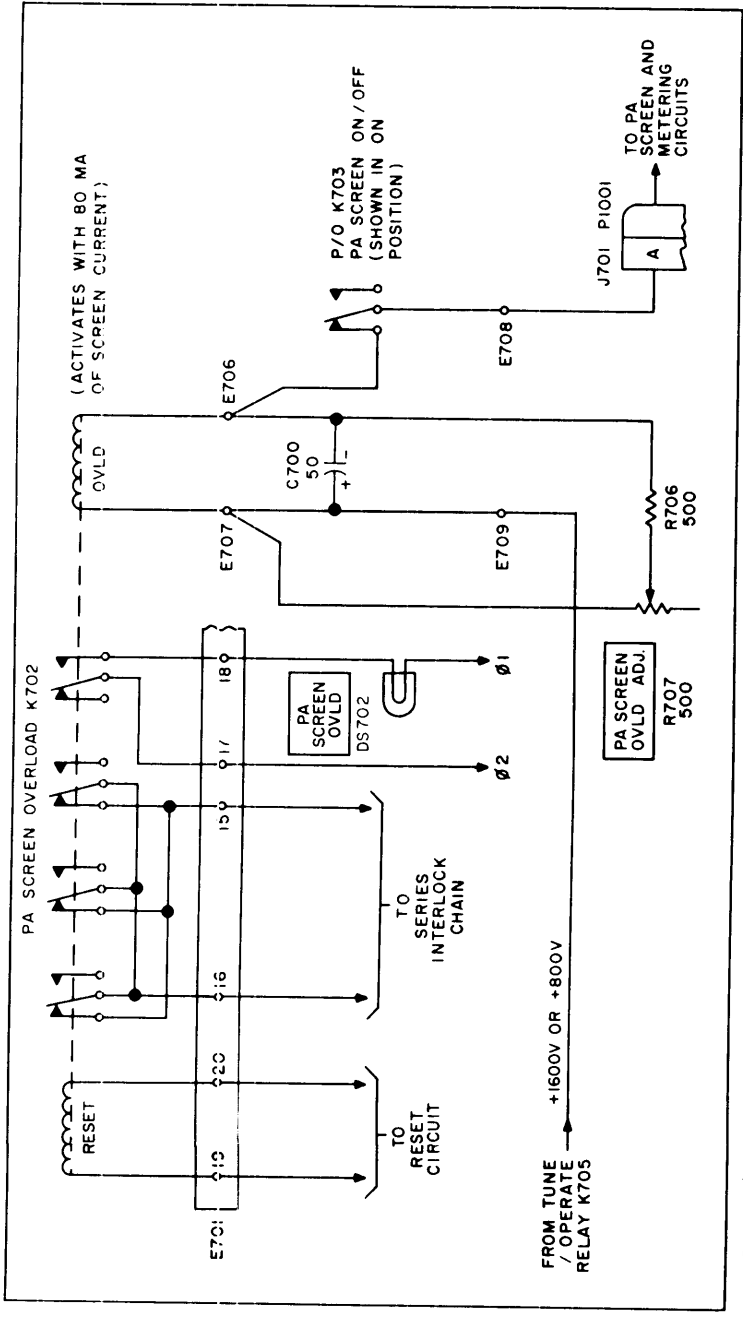 PA SCREEN OVERLOAD K702
(ACTIVATES WITH 80 MA
OF SCREEN CURRENT)
RESET
OVLD
P/O K703
PA SCREEN ON/OFF
(SHOWN IN ON
POSITION)
E701
19
20
16
15
17
18
E707
E706
PA
SCREEN
OVLD
DS702
C700
50
+
-
TO
RESET
CIRCUIT
TO
SERIES
INTERLOCK
CHAIN
Ø2
Ø1
E709
E708
J701 P1001
A
TO PA
SCREEN AND
METERING
CIRCUITS
FROM TUNE
/ OPERATE
RELAY K705
+1600V OR +800V
PA SCREEN
OVLD ADJ.
R707
500
R706
500